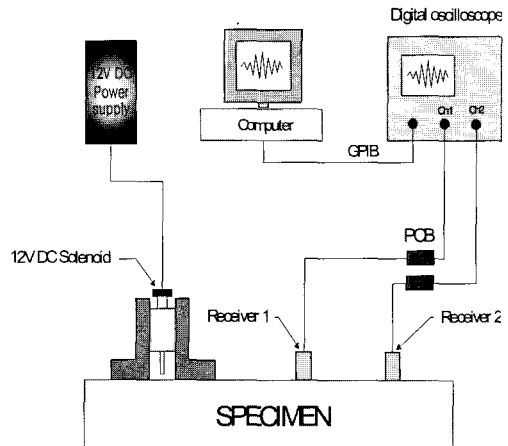 Digital oscilloscope
12V DC
Power
supply
Ch1
Ch2
Computer
GPIB
PCB
12V DC Solenoid
Receiver 1
Receiver 2
SPECIMEN